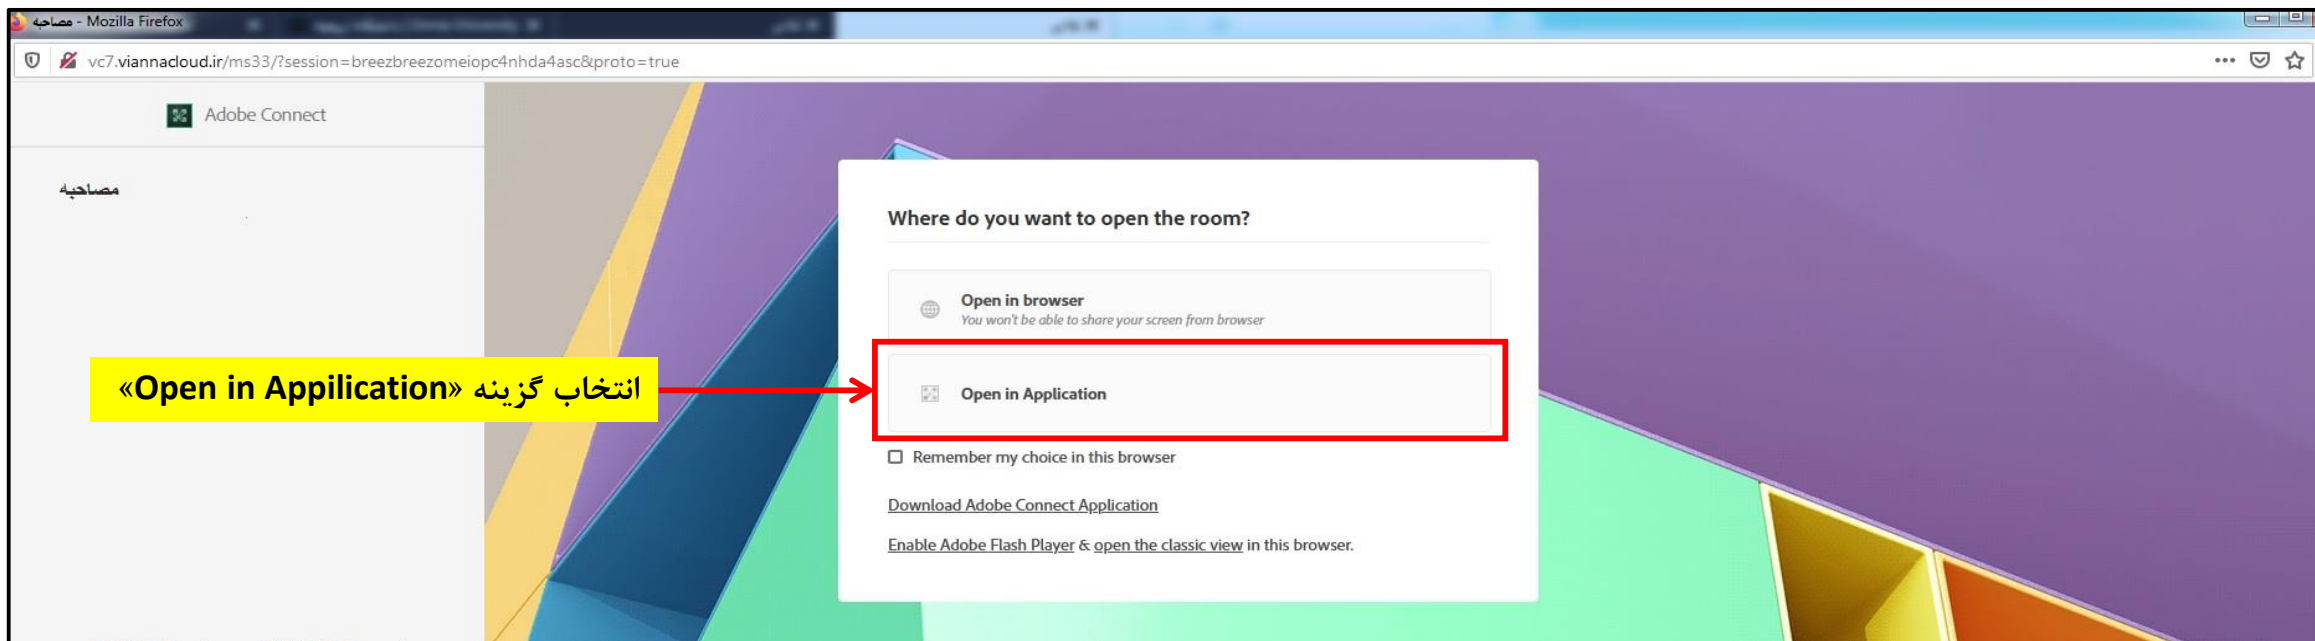 مصاحبه - Mozilla Firefox
vc7.viannacloud.ir/ms33/?session=breezbreezomeiopc4nhda4asc&proto=true
Adobe Connect
مصاحبه
Where do you want to open the room?
Open in browser
You won't be able to share your screen from browser
انتخاب گزینه «Open in Appilication»
Open in Application
Remember my choice in this browser
Download Adobe Connect Application
Enable Adobe Flash Player & open the classic view in this browser.